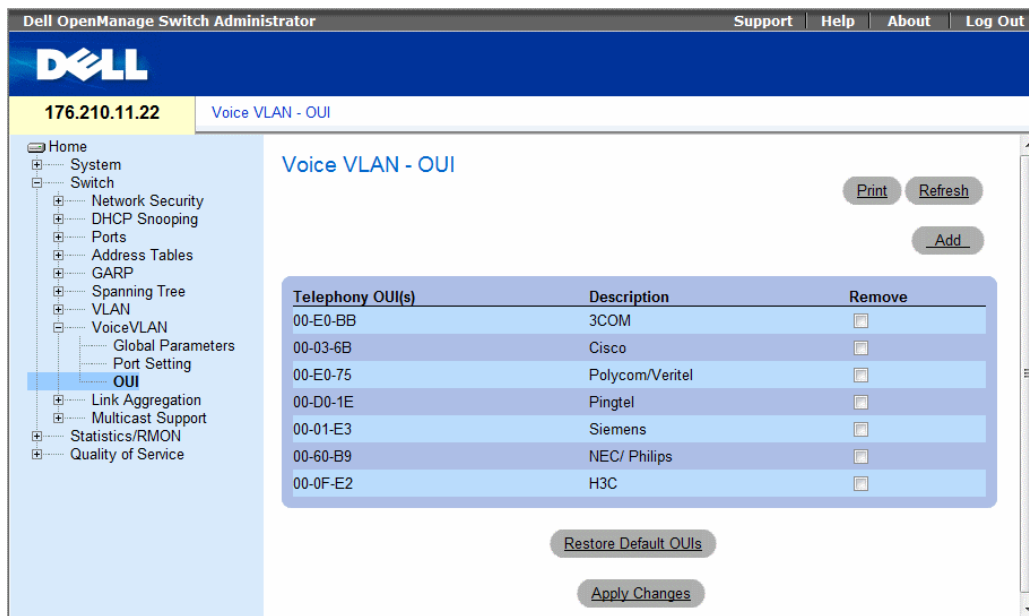 Dell OpenManage Switch Administrator Support Help About Log Out
DELL
176.210.11.22 Voice VLAN - OUI
Home
System
Switch
Network Security
DHCP Snooping
Ports
Address Tables
GARP
Spanning Tree
VLAN
VoiceVLAN
Global Parameters
Port Setting
OUI
Link Aggregation
Multicast Support
Statistics/RMON
Quality of Service
Voice VLAN - OUI
Print Refresh
Add
Telephony OUI(s) Description Remove
00-E0-BB 3COM
00-03-6B Cisco
00-E0-75 Polycom/Veritel
00-D0-1E Pingtel
00-01-E3 Siemens
00-60-B9 NEC/ Philips
00-0F-E2 H3C
Restore Default OUIs
Apply Changes